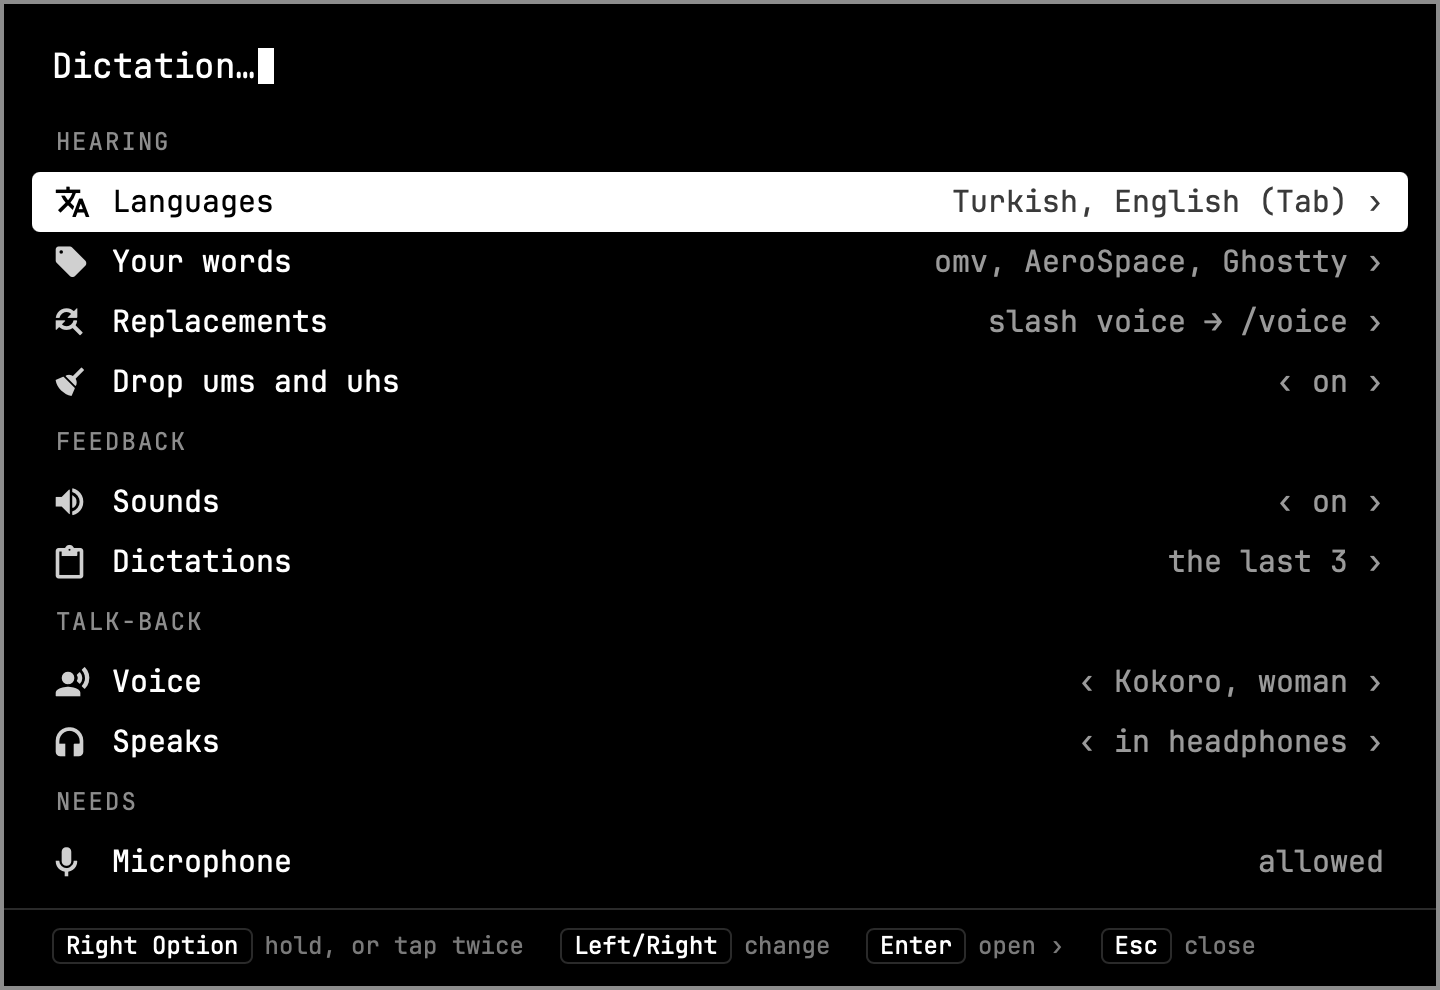 Dictation…
HEARING
Languages Turkish, English (Tab) ›
Your words omv, AeroSpace, Ghostty ›
Replacements slash voice → /voice ›
Drop ums and uhs ‹ on ›
FEEDBACK
Sounds ‹ on ›
Dictations the last 3 ›
TALK-BACK
Voice ‹ Kokoro, woman ›
Speaks ‹ in headphones ›
NEEDS
Microphone allowed
Right Option hold, or tap twice Left/Right change Enter open › Esc close